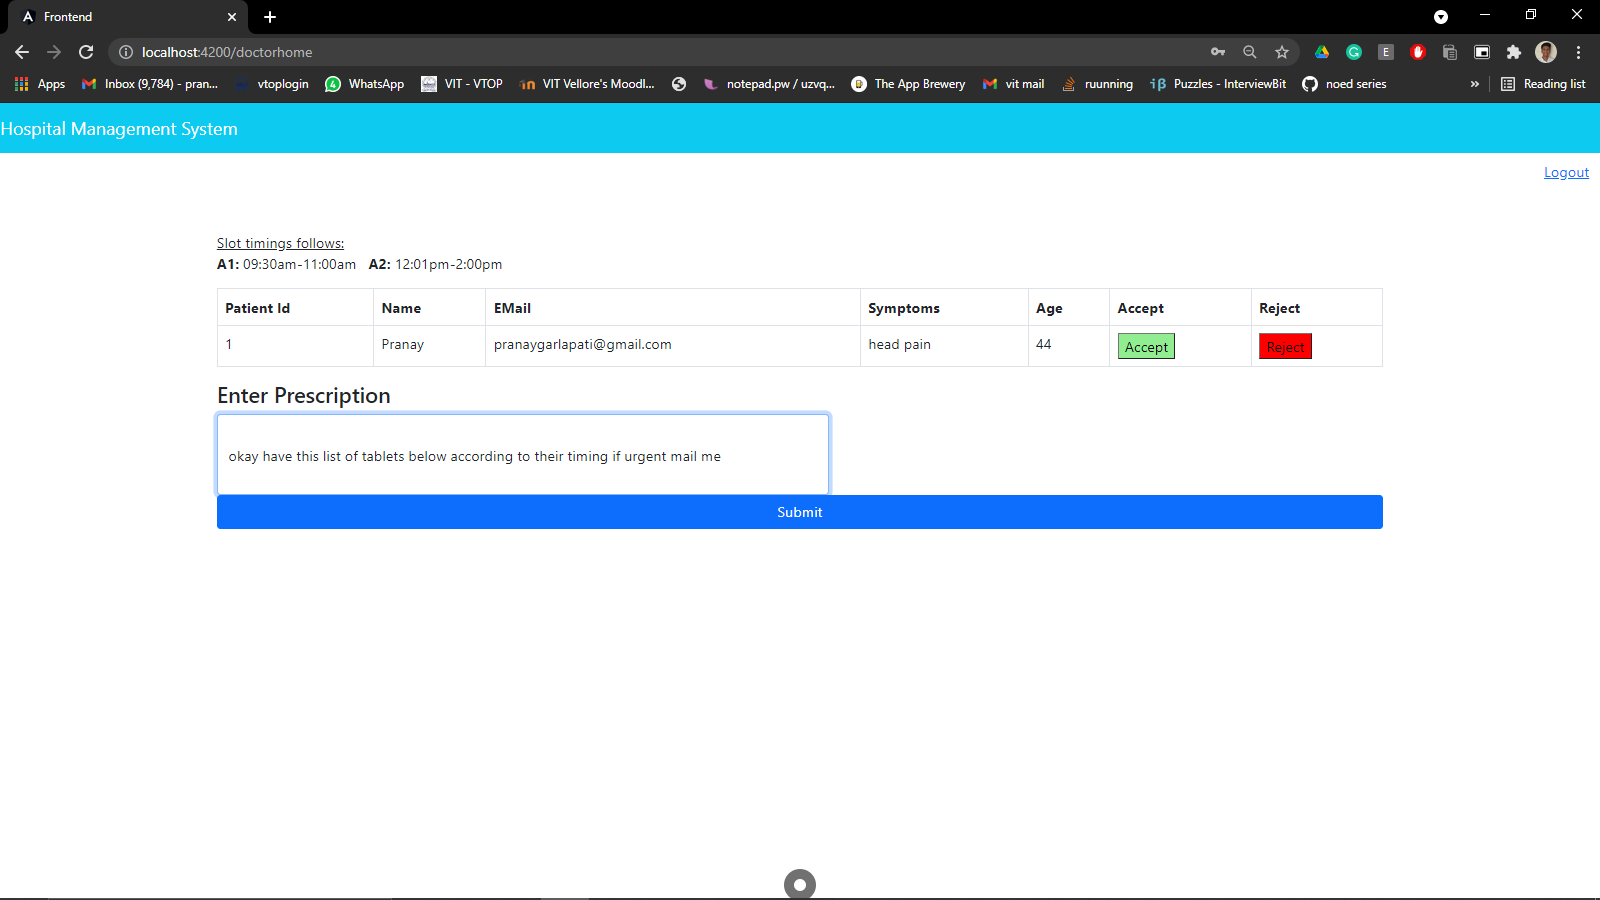 Frontend
localhost:4200/doctorhome
Apps Inbox (9,784) - pran... vtoplogin WhatsApp VIT - VTOP VIT Vellore's Moodl... notepad.pw / uzvq... The App Brewery vit mail ruunning Puzzles - InterviewBit noed series » Reading list
Hospital Management System
Logout
Slot timings follows:
A1: 09:30am-11:00am A2: 12:01pm-2:00pm
Patient Id Name EMail Symptoms Age Accept Reject
1 Pranay pranaygarlapati@gmail.com head pain 44 Accept Reject
Enter Prescription
okay have this list of tablets below according to their timing if urgent mail me
Submit